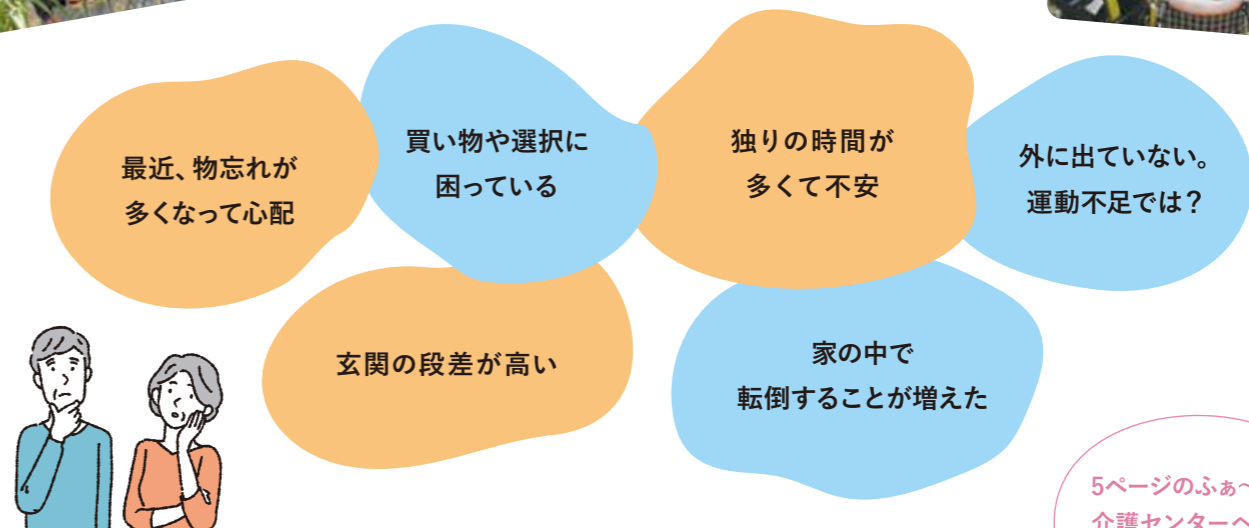 最近、物忘れが
多くなって心配
買い物や選択に
困っている
独りの時間が
多くて不安
外に出ていない。
運動不足では？
玄関の段差が高い
家の中で
転倒することが増えた
5ページのふぁ〜
介護センターへ